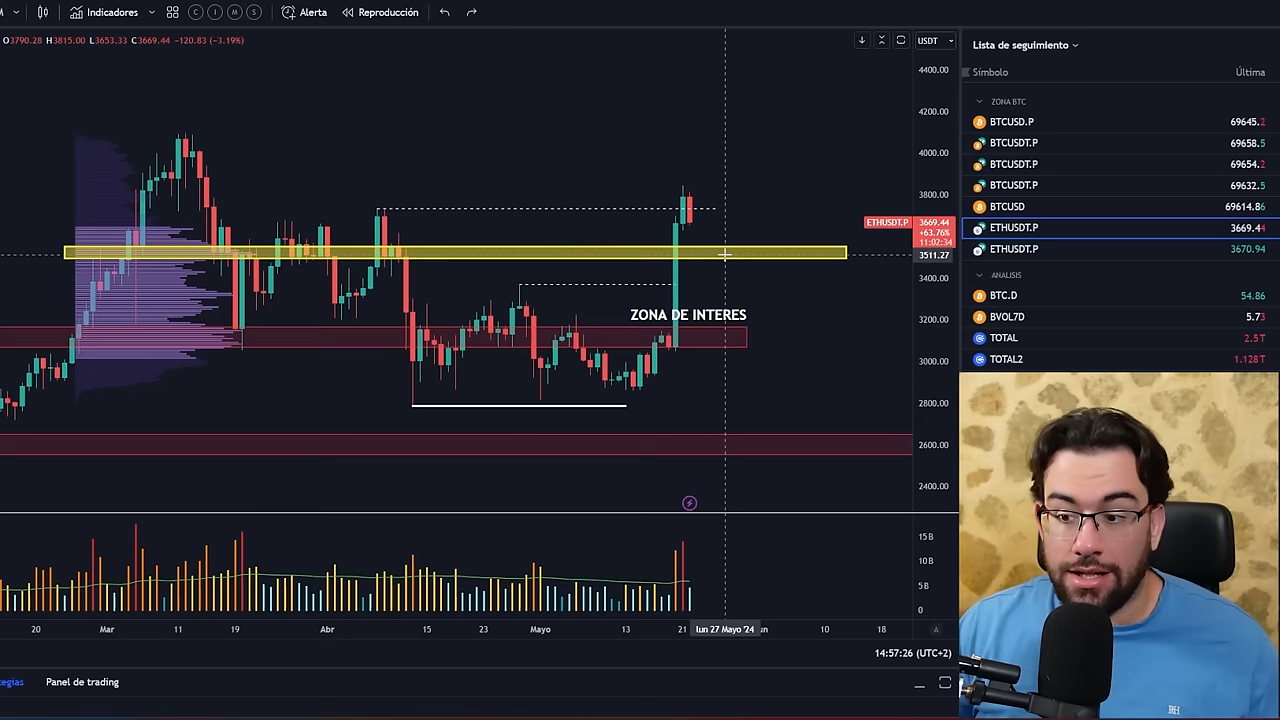 M
Indicadores
C I M S
Alerta
Reproducción
O3790.28 H3815.00 L3653.33 C3669.44 −120.83 (−3.19%)
USDT
4400.00
4200.00
4000.00
3800.00
ETHUSDT.P 3669.44
+63.76%
11:02:34
3511.27
3400.00
3200.00
3000.00
2800.00
2600.00
2400.00
ZONA DE INTERES
15 B
10 B
5 B
0
20 Mar 11 19 Abr 15 23 Mayo 13 21 lun 27 Mayo '24 un 10 18 A
14:57:26 (UTC+2)
tegias
Panel de trading
Lista de seguimiento
Símbolo Última
ZONA BTC
BTCUSD.P 69645.2
BTCUSDT.P 69658.5
BTCUSDT.P 69654.2
BTCUSDT.P 69632.5
BTCUSD 69614.86
ETHUSDT.P 3669.44
ETHUSDT.P 3670.94
ANALISIS
BTC.D 54.86
BVOL7D 5.73
TOTAL 2.5T
TOTAL2 1.128T